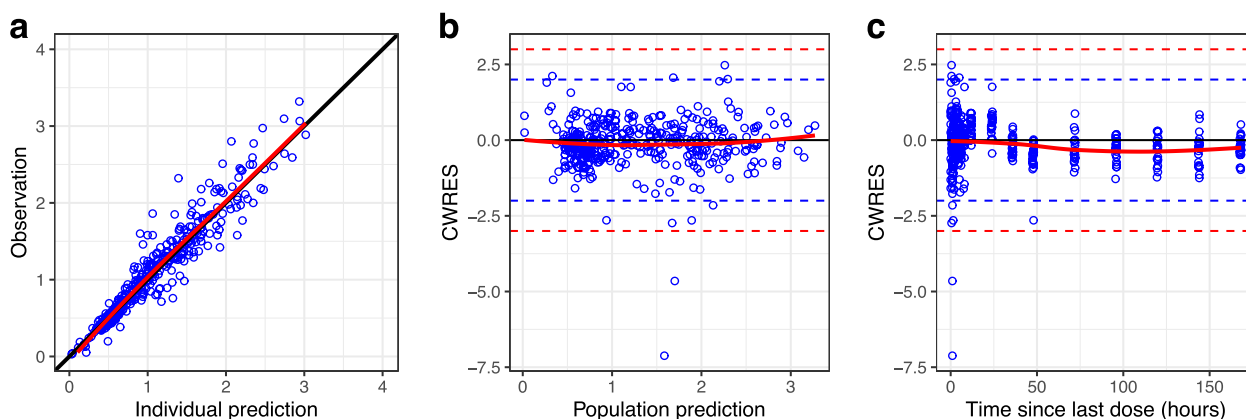 a
4
3
2
1
0
Observation
0 1 2 3 4
Individual prediction
b
2.5
0.0
−2.5
−5.0
−7.5
CWRES
0 1 2 3
Population prediction
c
2.5
0.0
−2.5
−5.0
−7.5
CWRES
0 50 100 150
Time since last dose (hours)